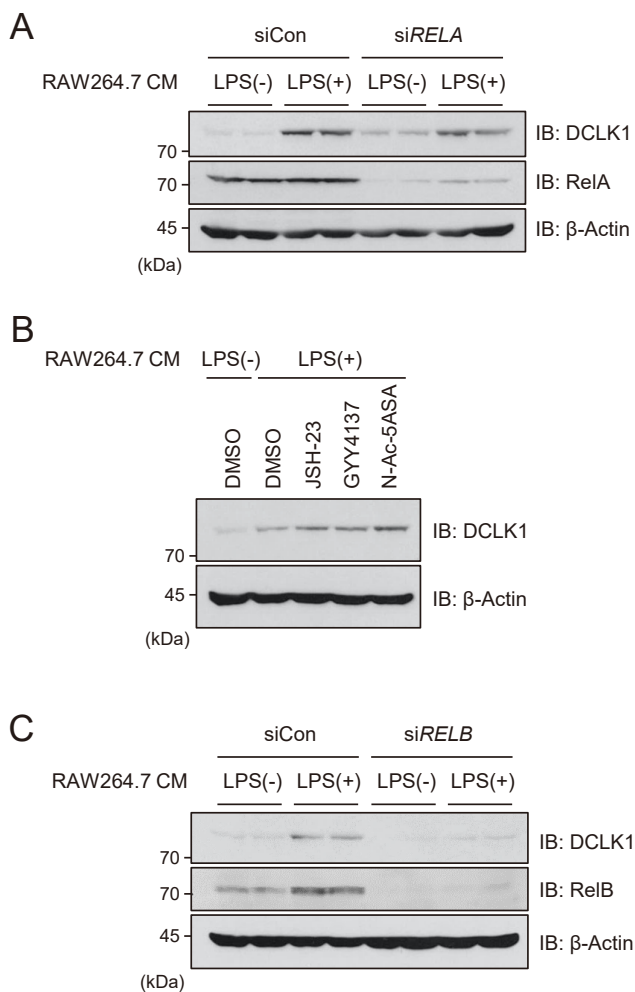 A
siCon siRELA
RAW264.7 CM LPS(-) LPS(+) LPS(-) LPS(+)
IB: DCLK1
70
70 IB: RelA
45 IB: β-Actin
(kDa)
B
RAW264.7 CM LPS(-) LPS(+)
DMSO DMSO JSH-23 GYY4137 N-Ac-5ASA
IB: DCLK1
70
45 IB: β-Actin
(kDa)
C
siCon siRELB
RAW264.7 CM LPS(-) LPS(+) LPS(-) LPS(+)
IB: DCLK1
70
70 IB: RelB
45 IB: β-Actin
(kDa)